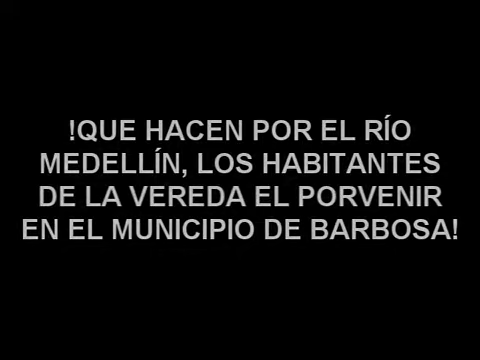 !QUE HACEN POR EL RÍO
MEDELLÍN, LOS HABITANTES
DE LA VEREDA EL PORVENIR
EN EL MUNICIPIO DE BARBOSA!